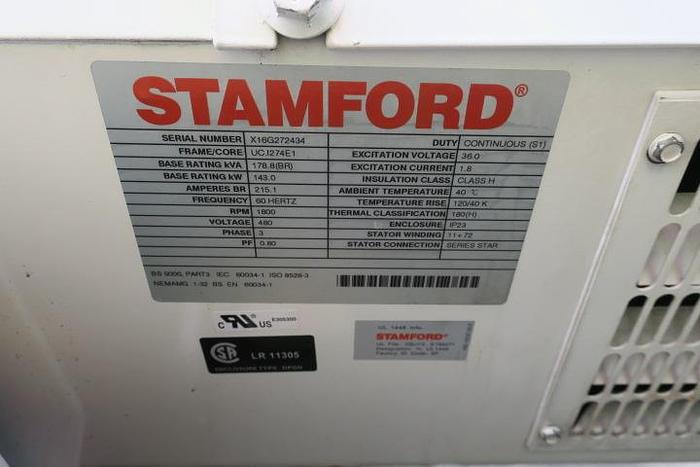 STAMFORD®
SERIAL NUMBER X16G272434
FRAME/CORE UCJ274E1
BASE RATING kVA 178.8(BR)
BASE RATING kW 143.0
AMPERES BR 215.1
FREQUENCY 60 HERTZ
RPM 1800
VOLTAGE 480
PHASE 3
PF 0.80
DUTY CONTINUOUS (S1)
EXCITATION VOLTAGE 36.0
EXCITATION CURRENT 1.8
INSULATION CLASS CLASS H
AMBIENT TEMPERATURE 40 °C
TEMPERATURE RISE 120/40 K
THERMAL CLASSIFICATION 180(H)
ENCLOSURE IP23
STATOR WINDING 11+72
STATOR CONNECTION SERIES STAR
BS 5000, PART3 IEC 60034-1 ISO 8528-3
NEMAMG 1-32 BS EN 60034-1
c US
LR 11305
UL 1446 Info.
STAMFORD®